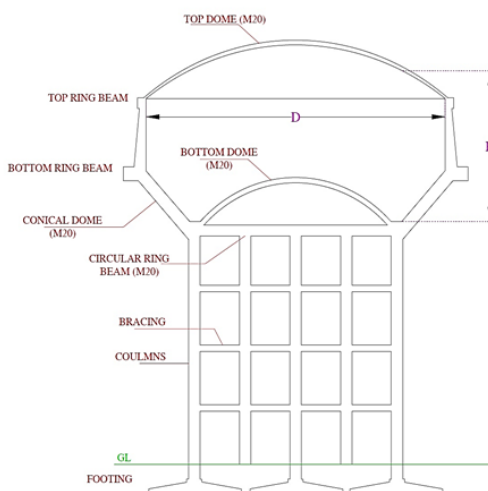 TOP DOME (M20)
TOP RING BEAM
D
BOTTOM DOME
(M20)
BOTTOM RING BEAM
CONICAL DOME
(M20)
CIRCULAR RING
BEAM (M20)
BRACING
COULMNS
GL
FOOTING